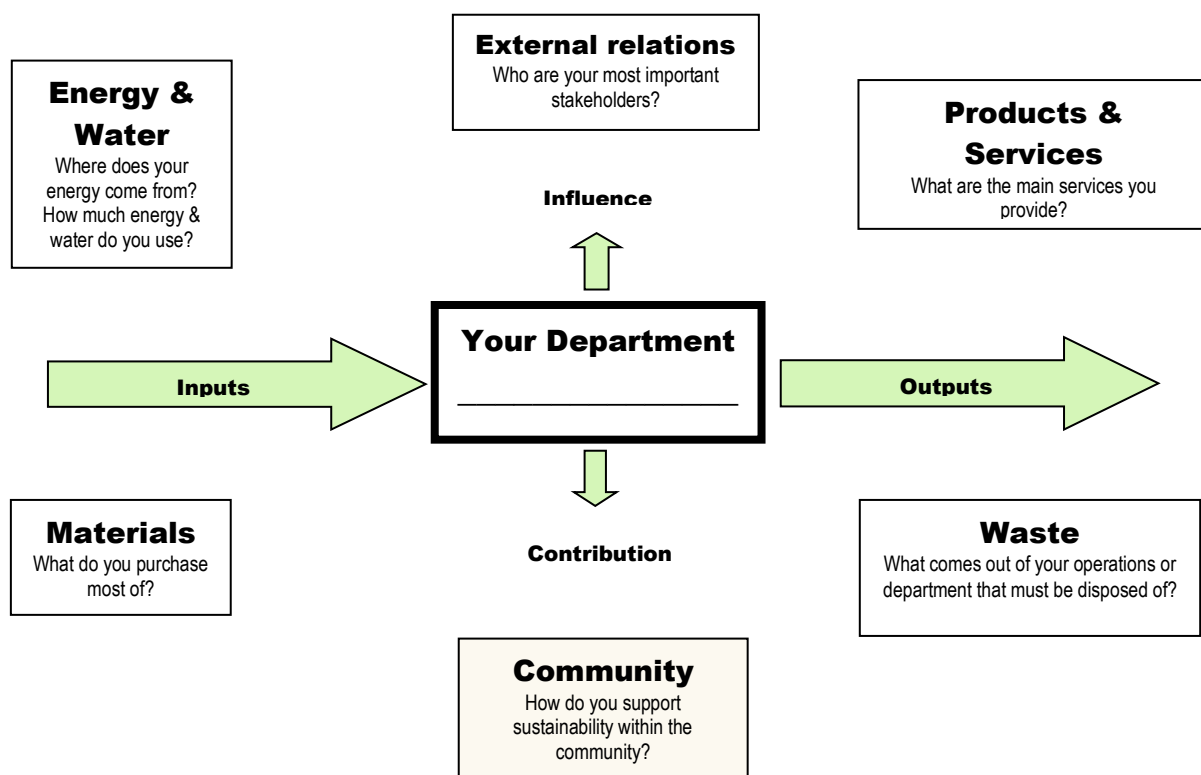 External relations
Who are your most important
stakeholders?
Energy &
Water
Where does your
energy come from?
How much energy &
water do you use?
Products &
Services
What are the main services you
provide?
Influence
Your Department
____________________________
Inputs
Outputs
Materials
What do you purchase
most of?
Contribution
Waste
What comes out of your operations or
department that must be disposed of?
Community
How do you support
sustainability within the
community?